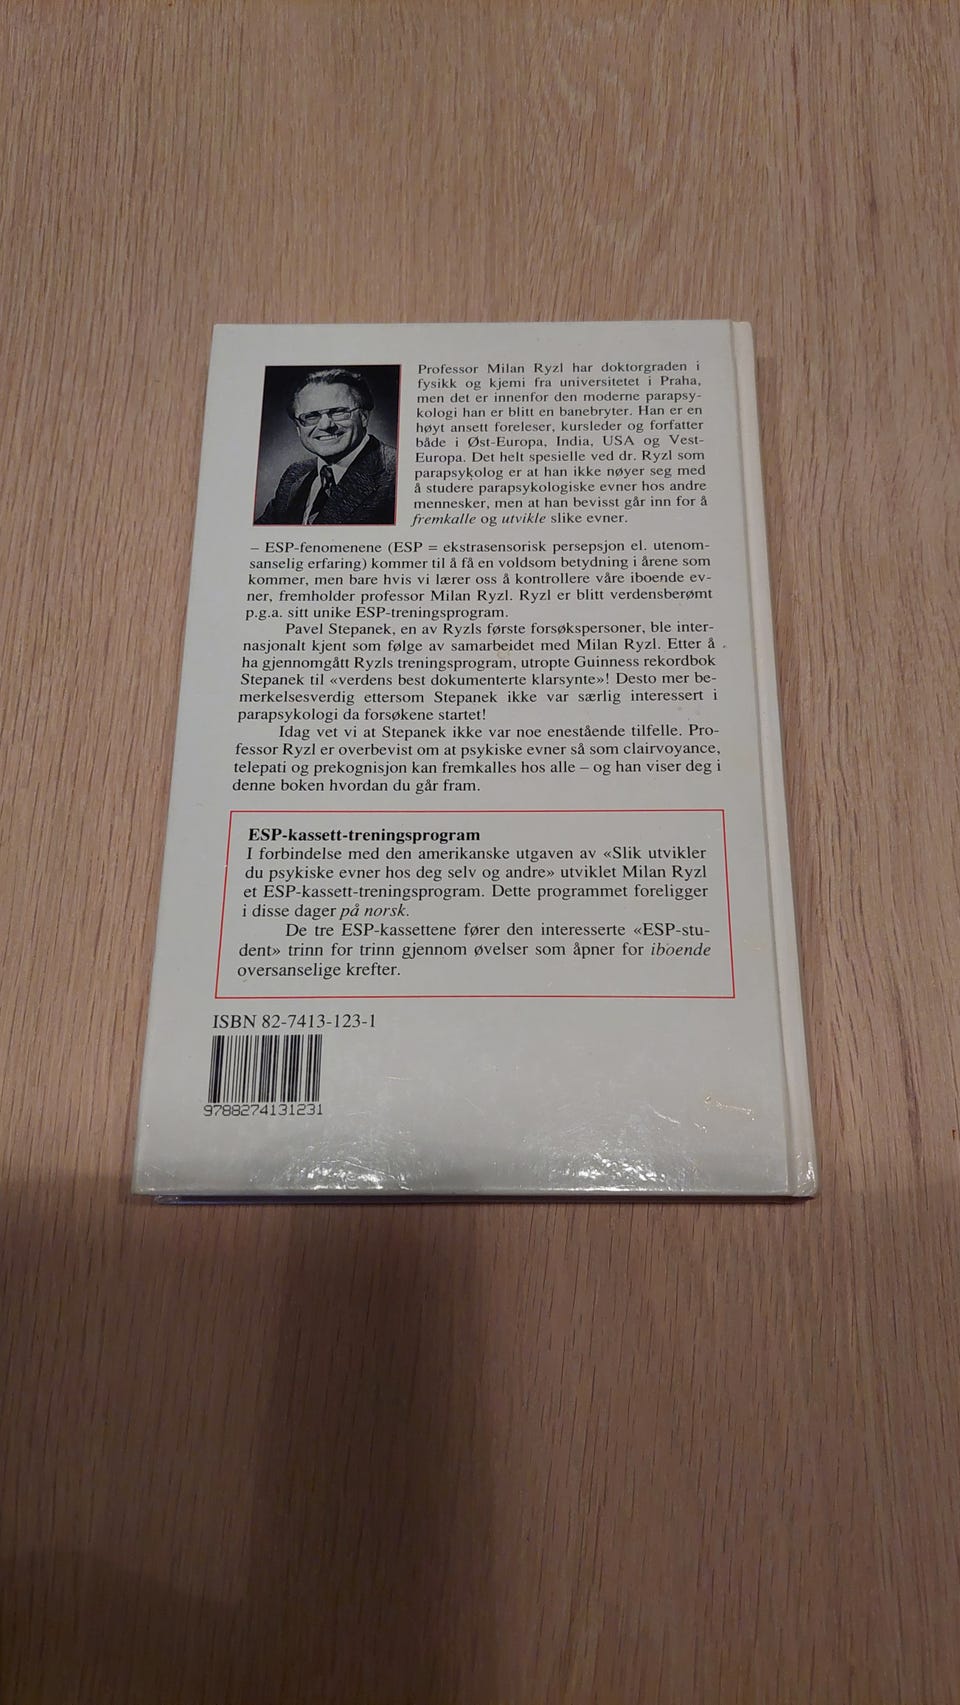 Professor Milan Ryzl har doktorgraden i
fysikk og kjemi fra universitetet i Praha,
men det er innenfor den moderne parapsy-
kologi han er blitt en banebryter. Han er en
høyt ansett foreleser, kursleder og forfatter
både i Øst-Europa, India, USA og Vest-
Europa. Det helt spesielle ved dr. Ryzl som
parapsykolog er at han ikke nøyer seg med
å studere parapsykologiske evner hos andre
mennesker, men at han bevisst går inn for å
fremkalle og utvikle slike evner.
– ESP-fenomenene (ESP = ekstrasensorisk persepsjon el. utenom-
sanselig erfaring) kommer til å få en voldsom betydning i årene som
kommer, men bare hvis vi lærer oss å kontrollere våre iboende ev-
ner, fremholder professor Milan Ryzl. Ryzl er blitt verdensberømt
p.g.a. sitt unike ESP-treningsprogram.
Pavel Stepanek, en av Ryzls første forsøkspersoner, ble inter-
nasjonalt kjent som følge av samarbeidet med Milan Ryzl. Etter å
ha gjennomgått Ryzls treningsprogram, utropte Guinness rekordbok
Stepanek til «verdens best dokumenterte klarsynte»! Desto mer be-
merkelsesverdig ettersom Stepanek ikke var særlig interessert i
parapsykologi da forsøkene startet!
Idag vet vi at Stepanek ikke var noe enestående tilfelle. Pro-
fessor Ryzl er overbevist om at psykiske evner så som clairvoyance,
telepati og prekognisjon kan fremkalles hos alle – og han viser deg i
denne boken hvordan du går fram.
ESP-kassett-treningsprogram
I forbindelse med den amerikanske utgaven av «Slik utvikler
du psykiske evner hos deg selv og andre» utviklet Milan Ryzl
et ESP-kassett-treningsprogram. Dette programmet foreligger
i disse dager på norsk.
De tre ESP-kassettene fører den interesserte «ESP-stu-
dent» trinn for trinn gjennom øvelser som åpner for iboende
oversanselige krefter.
ISBN 82-7413-123-1
9788274131231